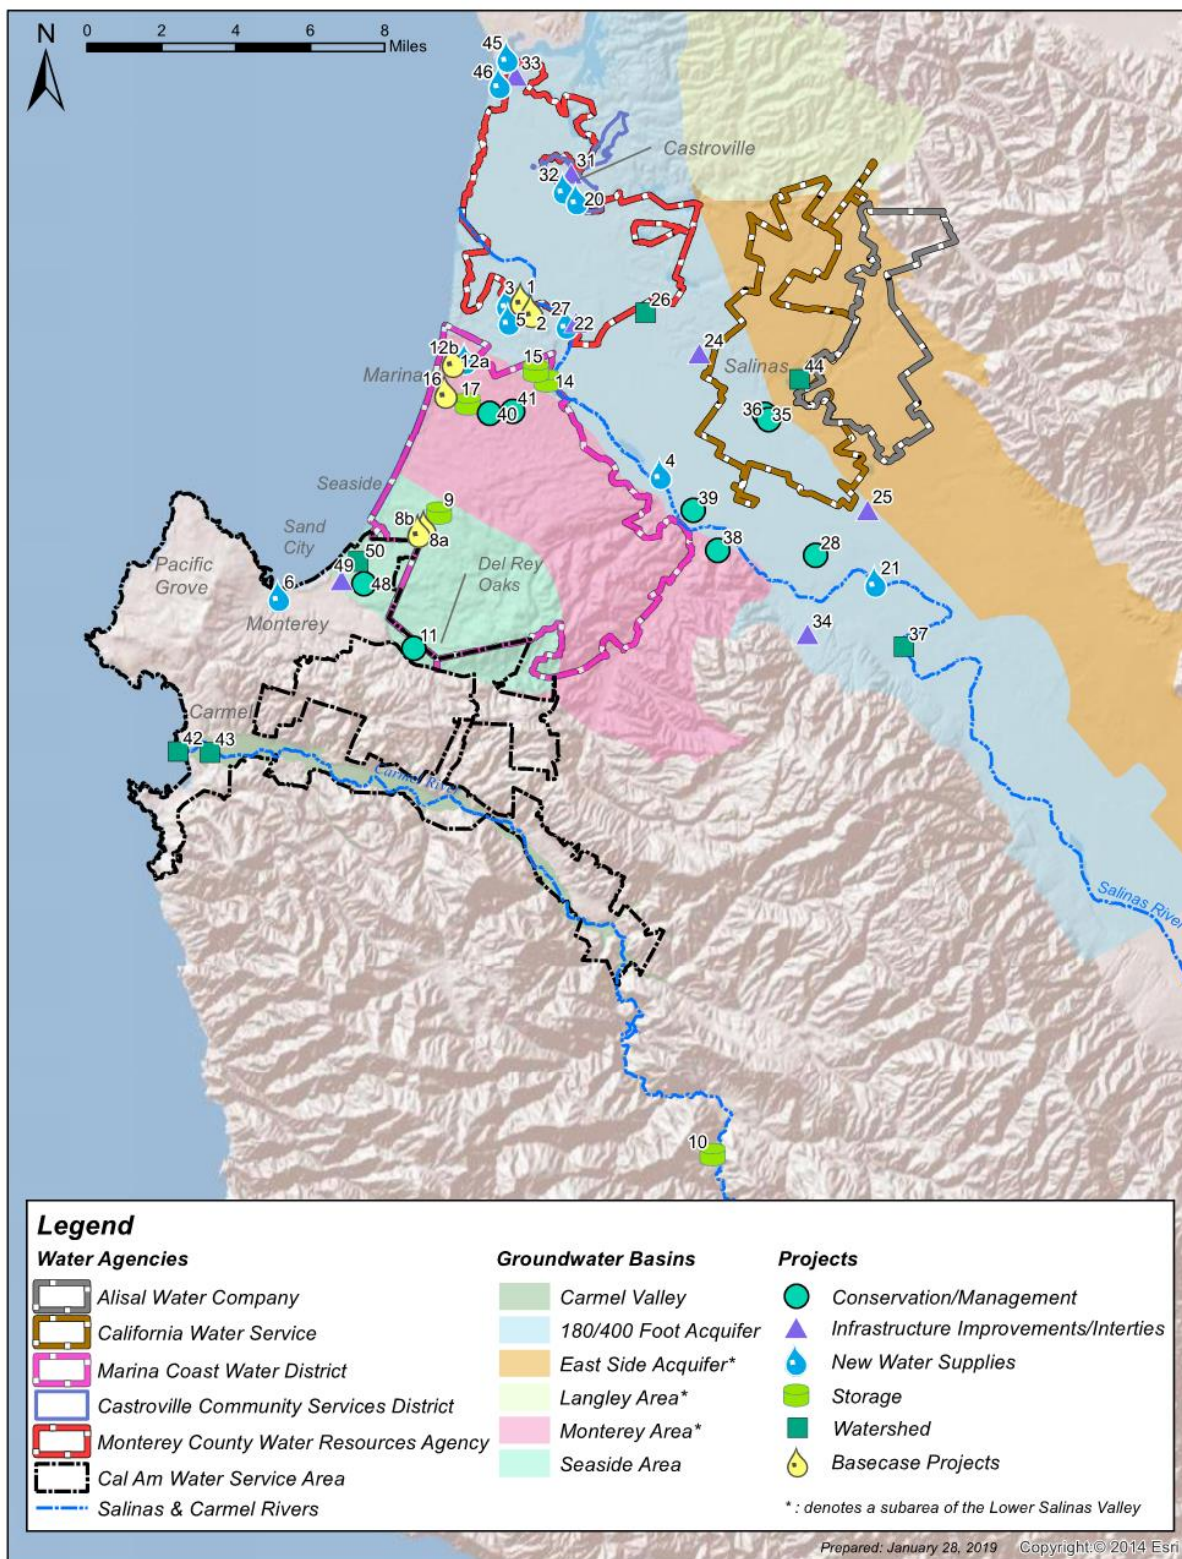 N
0 2 4 6 8
Miles
45
33
46
31
Castroville
32
20
3
1
5
2
27
22
26
24
12b
12a
15
14
Marina
16
17
40
41
Salinas
44
36
35
4
Seaside
39
25
9
8b
8a
38
28
Sand
City
50
49
48
Del Rey
Oaks
Pacific
Grove
6
Monterey
21
34
37
11
Carmel
42
43
Carmel River
Salinas River
10
Legend
Water Agencies
Alisal Water Company
California Water Service
Marina Coast Water District
Castroville Community Services District
Monterey County Water Resources Agency
Cal Am Water Service Area
Salinas & Carmel Rivers
Groundwater Basins
Carmel Valley
180/400 Foot Acquifer
East Side Acquifer*
Langley Area*
Monterey Area*
Seaside Area
Projects
Conservation/Management
Infrastructure Improvements/Interties
New Water Supplies
Storage
Watershed
Basecase Projects
* : denotes a subarea of the Lower Salinas Valley
Prepared: January 28, 2019 Copyright:© 2014 Esri